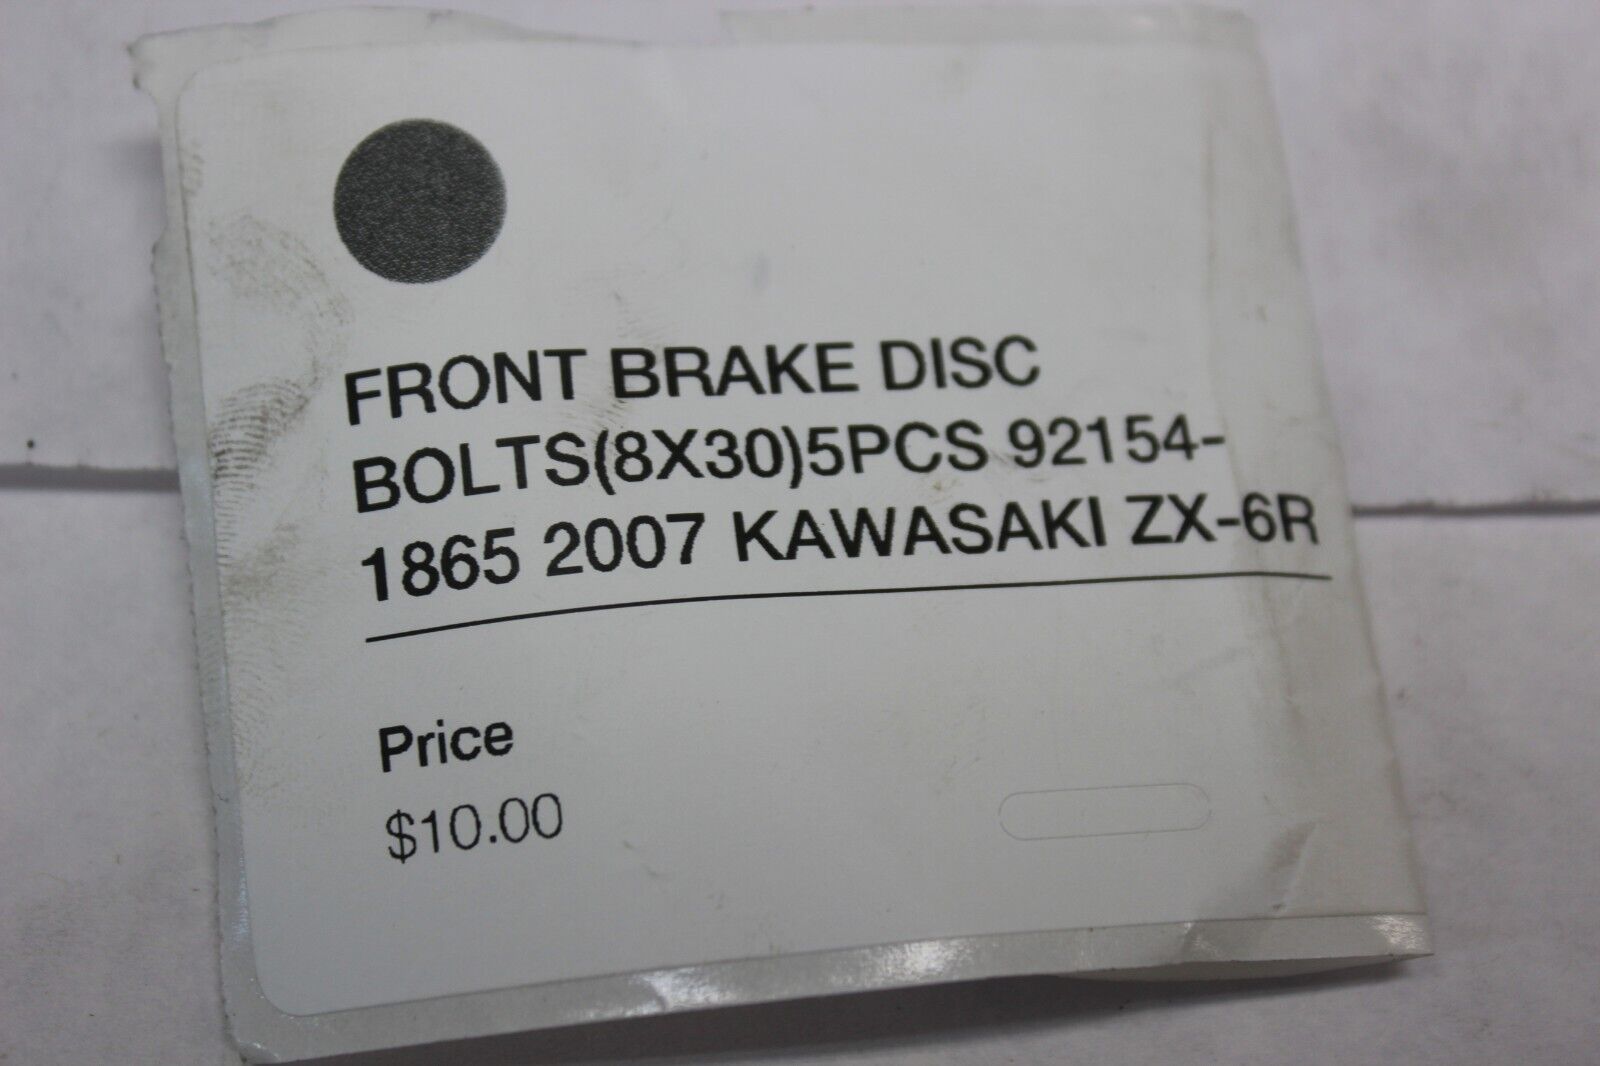 FRONT BRAKE DISC
BOLTS(8X30)5PCS 92154-
1865 2007 KAWASAKI ZX-6R
Price
$10.00